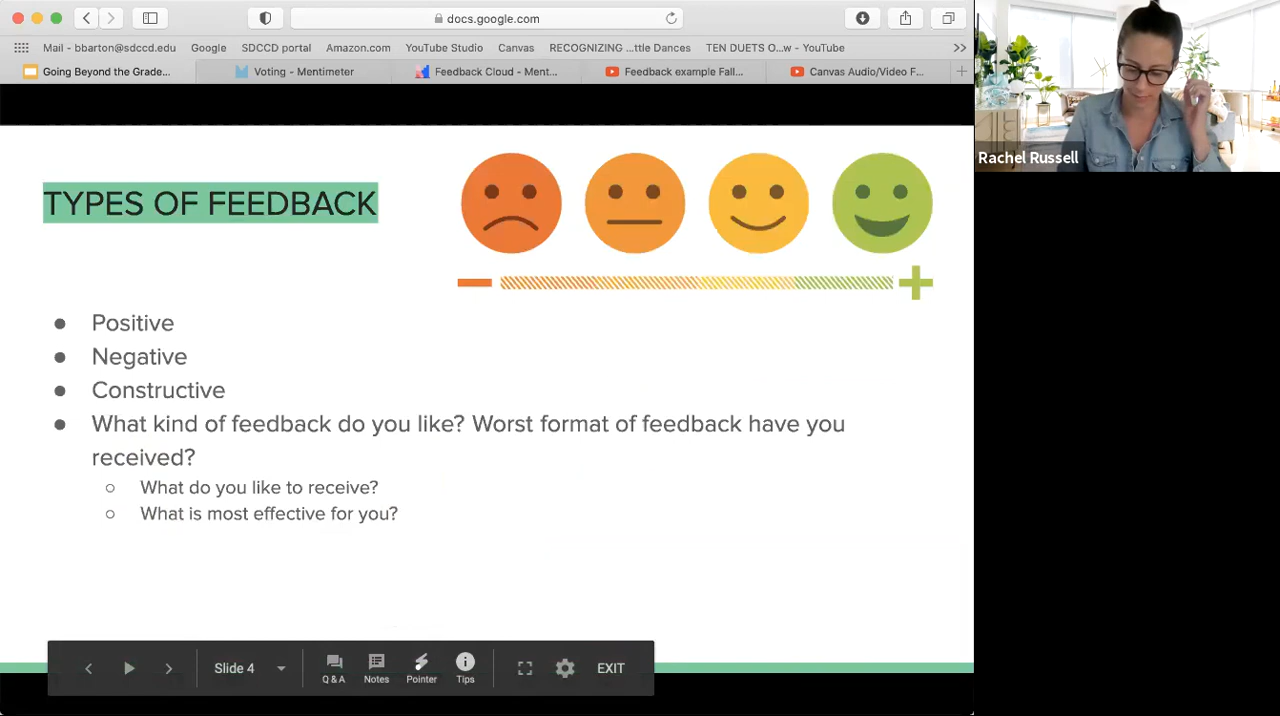 docs.google.com
Mail - bbarton@sdccd.edu Google SDCCD portal Amazon.com YouTube Studio Canvas RECOGNIZING ...ttle Dances TEN DUETS O...w - YouTube
Going Beyond the Grade... Voting - Mentimeter Feedback Cloud - Ment... Feedback example Fall... Canvas Audio/Video F...
Rachel Russell
TYPES OF FEEDBACK
Positive
Negative
Constructive
What kind of feedback do you like? Worst format of feedback have you
received?
What do you like to receive?
What is most effective for you?
Slide 4
Q & A Notes Pointer Tips
EXIT